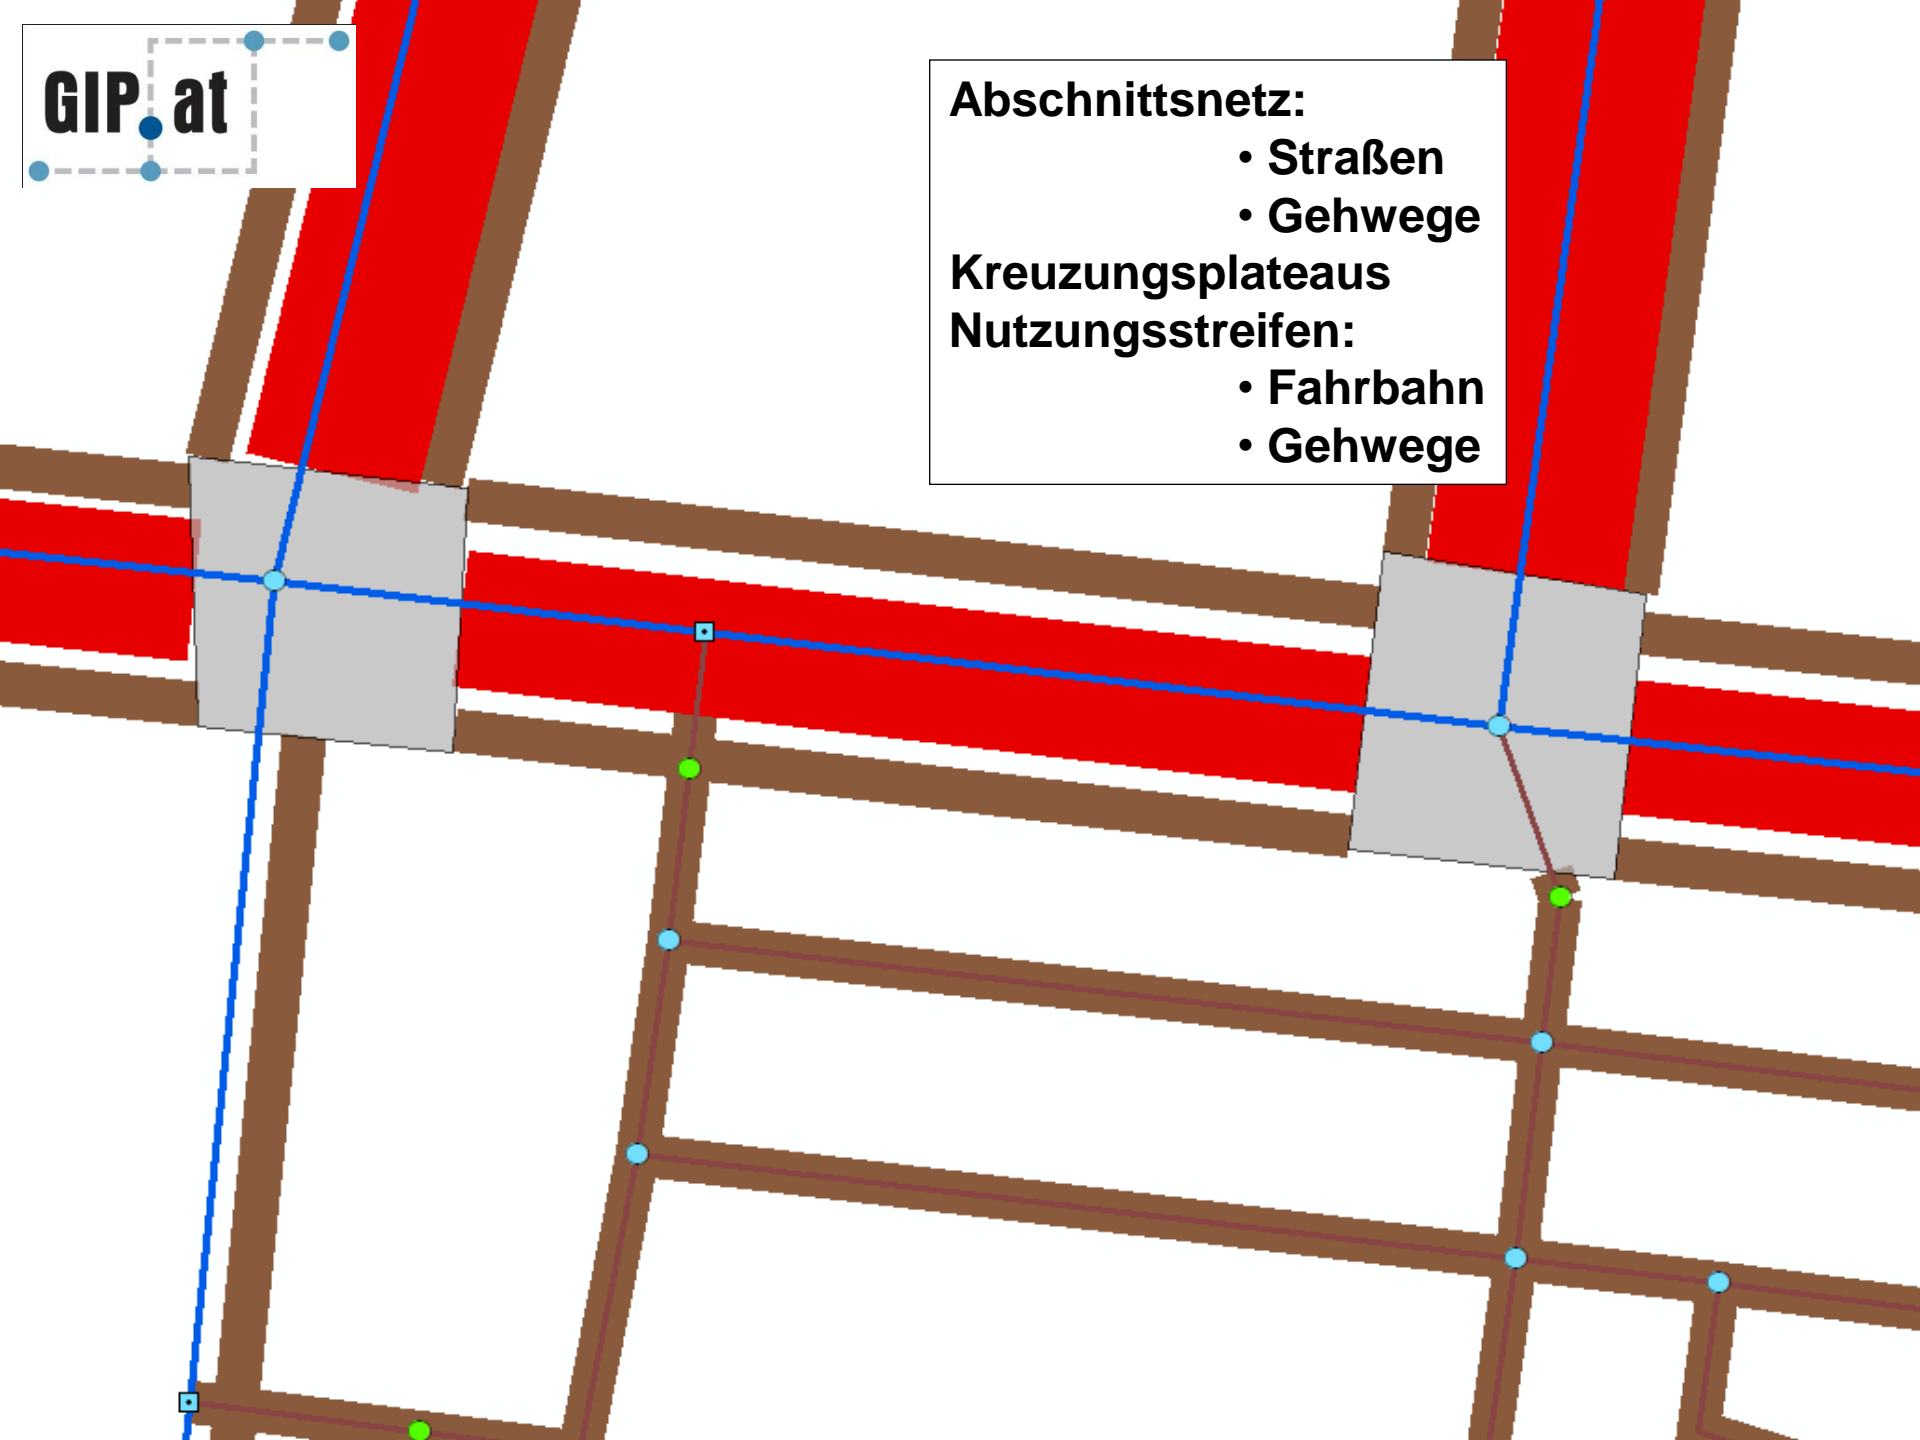 GIP.at
Abschnittsnetz:
• Straßen
• Gehwege
Kreuzungsplateaus
Nutzungsstreifen:
• Fahrbahn
• Gehwege